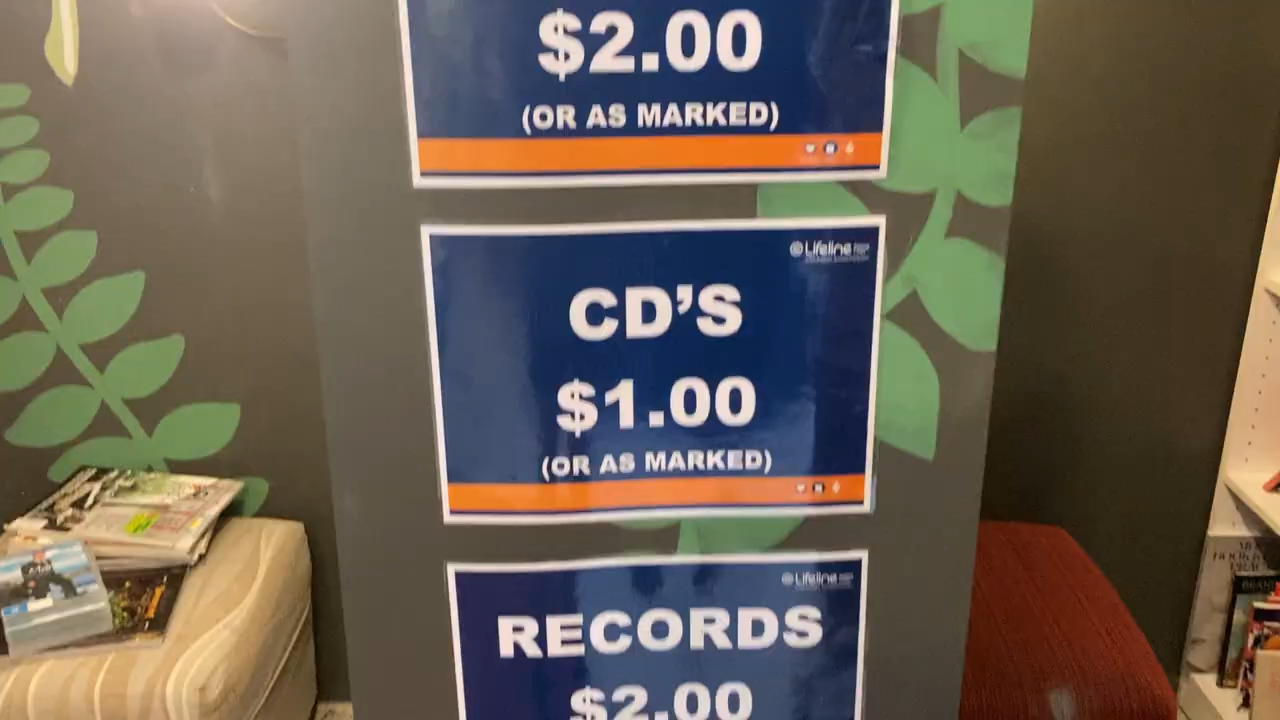 $2.00
(OR AS MARKED)
Lifeline
CD'S
$1.00
(OR AS MARKED)
Lifeline
RECORDS
$2.00